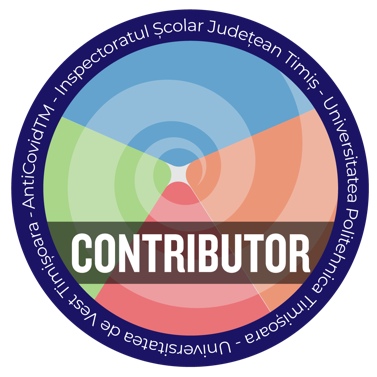 AntiCovidTM - Inspectoratul Școlar Județean Timiș - Universitatea Politehnica Timișoara - Universitatea de Vest Timișoara -
CONTRIBUTOR